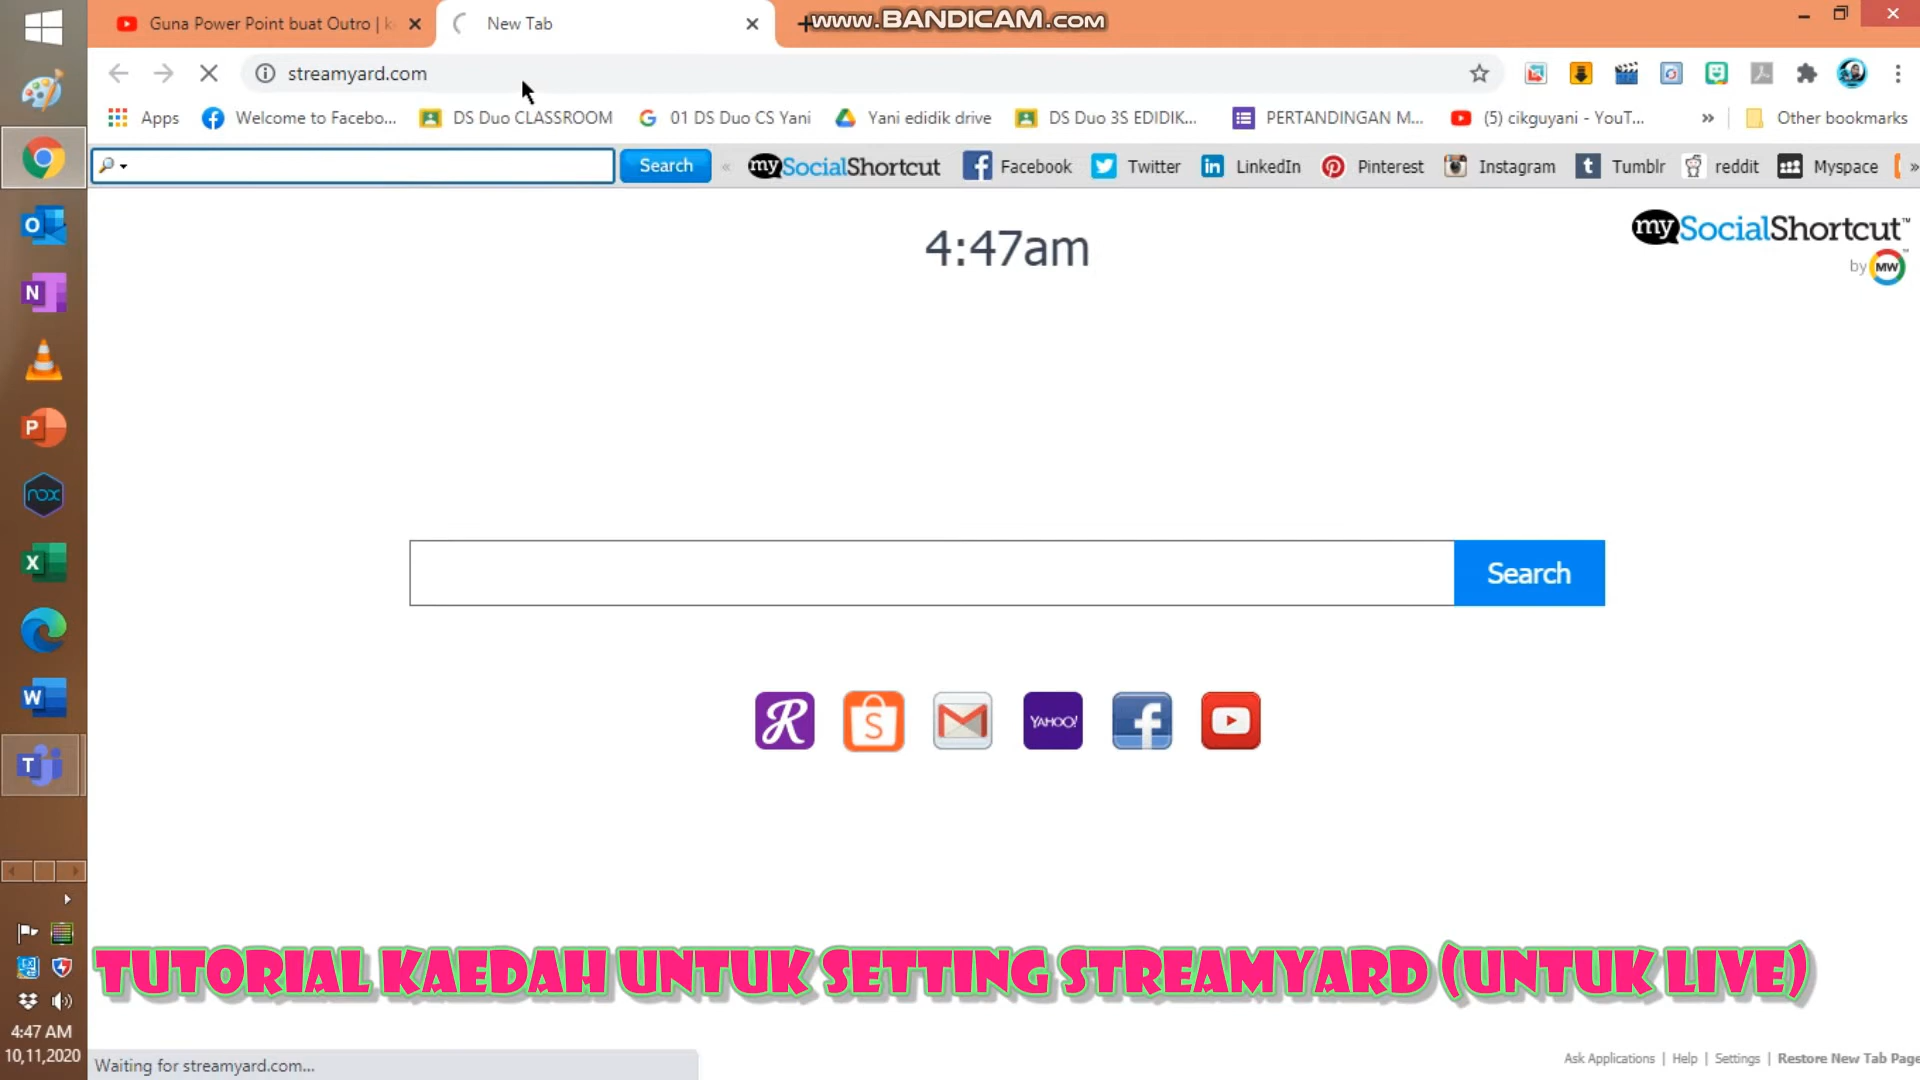 Guna Power Point buat Outro | k
New Tab
www.BANDICAM.com
streamyard.com
Apps
Welcome to Facebo...
DS Duo CLASSROOM
01 DS Duo CS Yani
Yani edidik drive
DS Duo 3S EDIDIK...
PERTANDINGAN M...
(5) cikguyani - YouT...
»
Other bookmarks
Search
«
mySocialShortcut
Facebook
Twitter
LinkedIn
Pinterest
Instagram
Tumblr
reddit
Myspace
»
4:47am
mySocialShortcut™
by MW
Search
YAHOO!
TUTORIAL KAEDAH UNTUK SETTING STREAMYARD (UNTUK LIVE)
4:47 AM
10,11,2020
Waiting for streamyard.com...
Ask Applications | Help | Settings | Restore New Tab Page